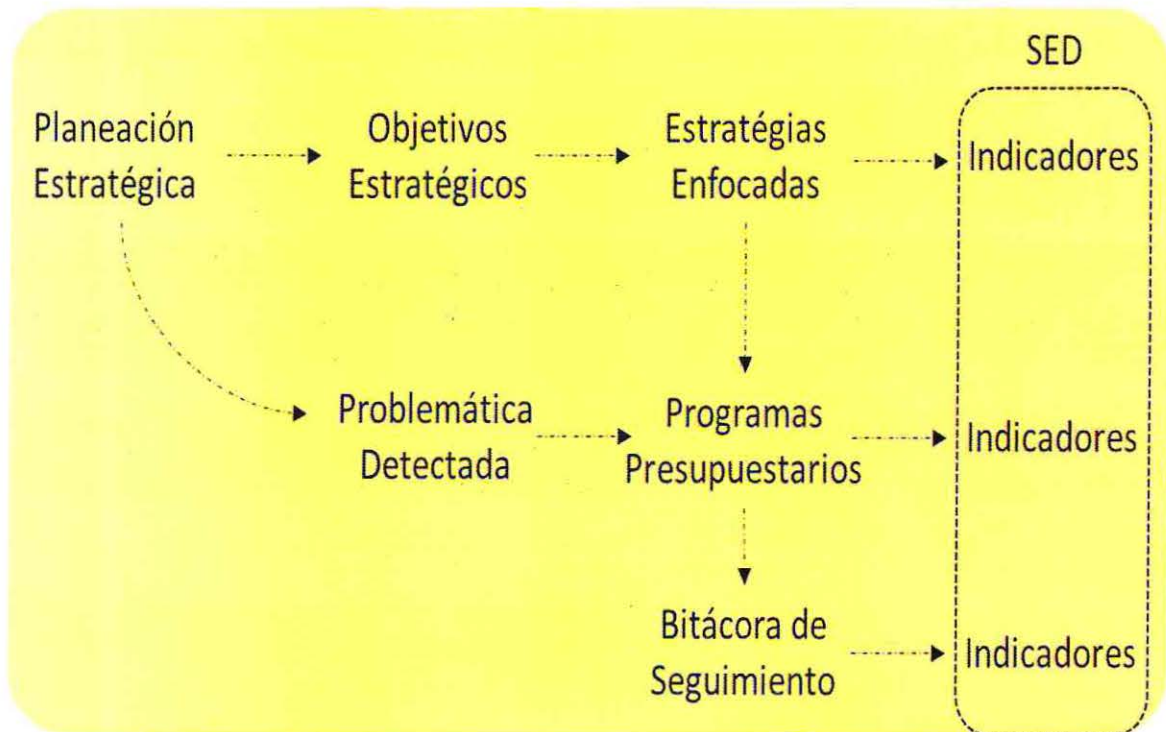 SED
Planeación
Estratégica
Objetivos
Estratégicos
Estratégias
Enfocadas
Indicadores
Problemática
Detectada
Programas
Presupuestarios
Indicadores
Bitácora de
Seguimiento
Indicadores